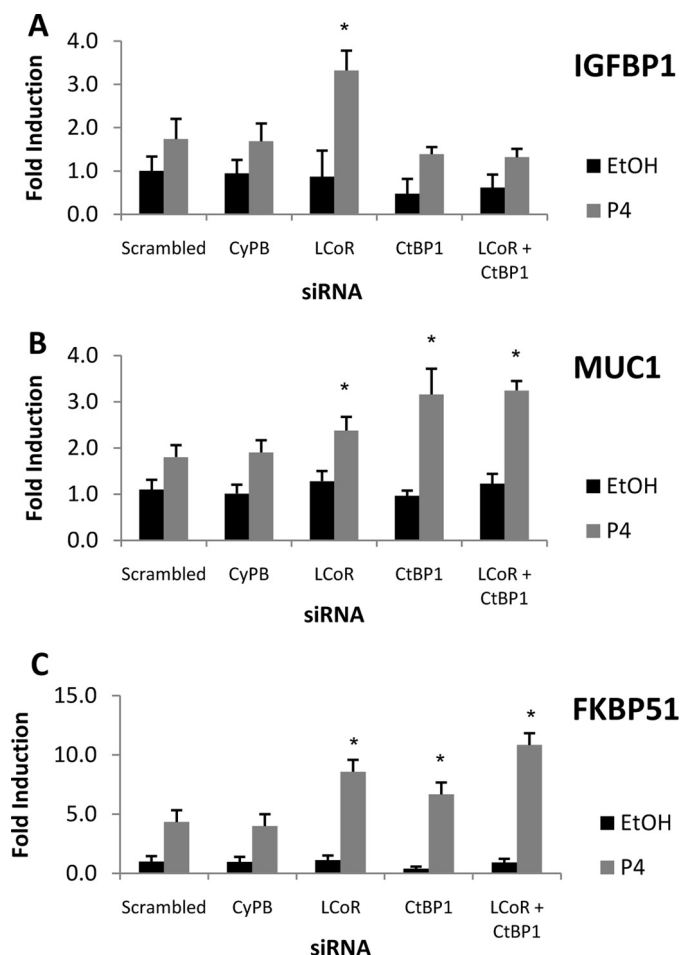 A
IGFBP1
Fold Induction
4.0
3.0
2.0
1.0
0.0
*
Scrambled
CyPB
LCoR
CtBP1
LCoR +
CtBP1
siRNA
EtOH
P4
B
MUC1
Fold Induction
4.0
3.0
2.0
1.0
0.0
*
*
*
Scrambled
CyPB
LCoR
CtBP1
LCoR +
CtBP1
siRNA
EtOH
P4
C
FKBP51
Fold Induction
15.0
10.0
5.0
0.0
*
*
*
Scrambled
CyPB
LCoR
CtBP1
LCoR +
CtBP1
siRNA
EtOH
P4